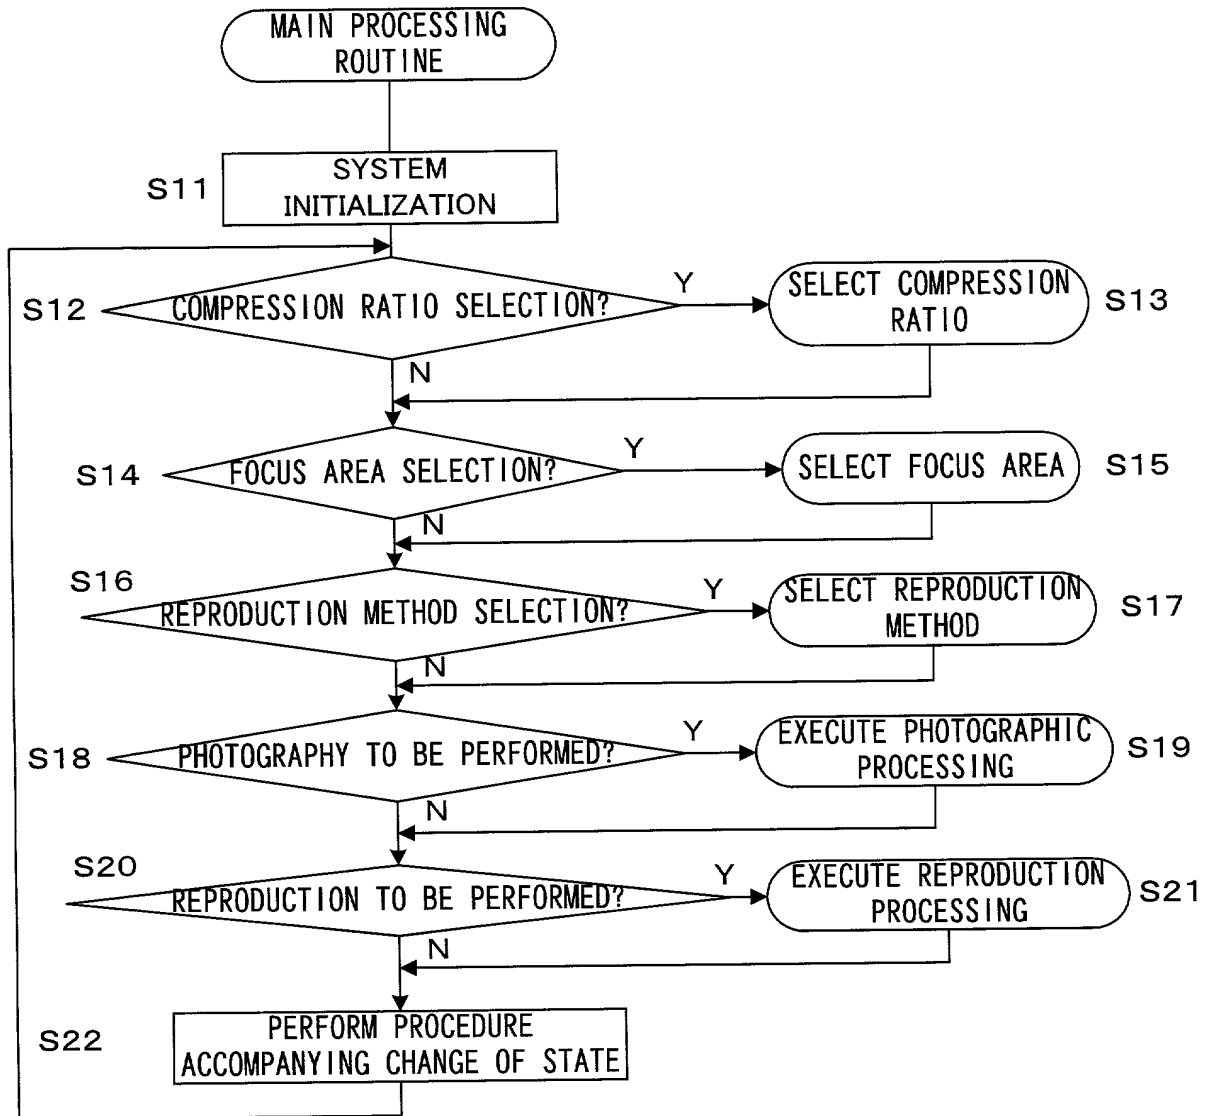 MAIN PROCESSING
ROUTINE
S11
SYSTEM
INITIALIZATION
S12
COMPRESSION RATIO SELECTION?
Y
SELECT COMPRESSION
RATIO
S13
N
S14
FOCUS AREA SELECTION?
Y
SELECT FOCUS AREA
S15
N
S16
REPRODUCTION METHOD SELECTION?
Y
SELECT REPRODUCTION
METHOD
S17
N
S18
PHOTOGRAPHY TO BE PERFORMED?
Y
EXECUTE PHOTOGRAPHIC
PROCESSING
S19
N
S20
REPRODUCTION TO BE PERFORMED?
Y
EXECUTE REPRODUCTION
PROCESSING
S21
N
S22
PERFORM PROCEDURE
ACCOMPANYING CHANGE OF STATE